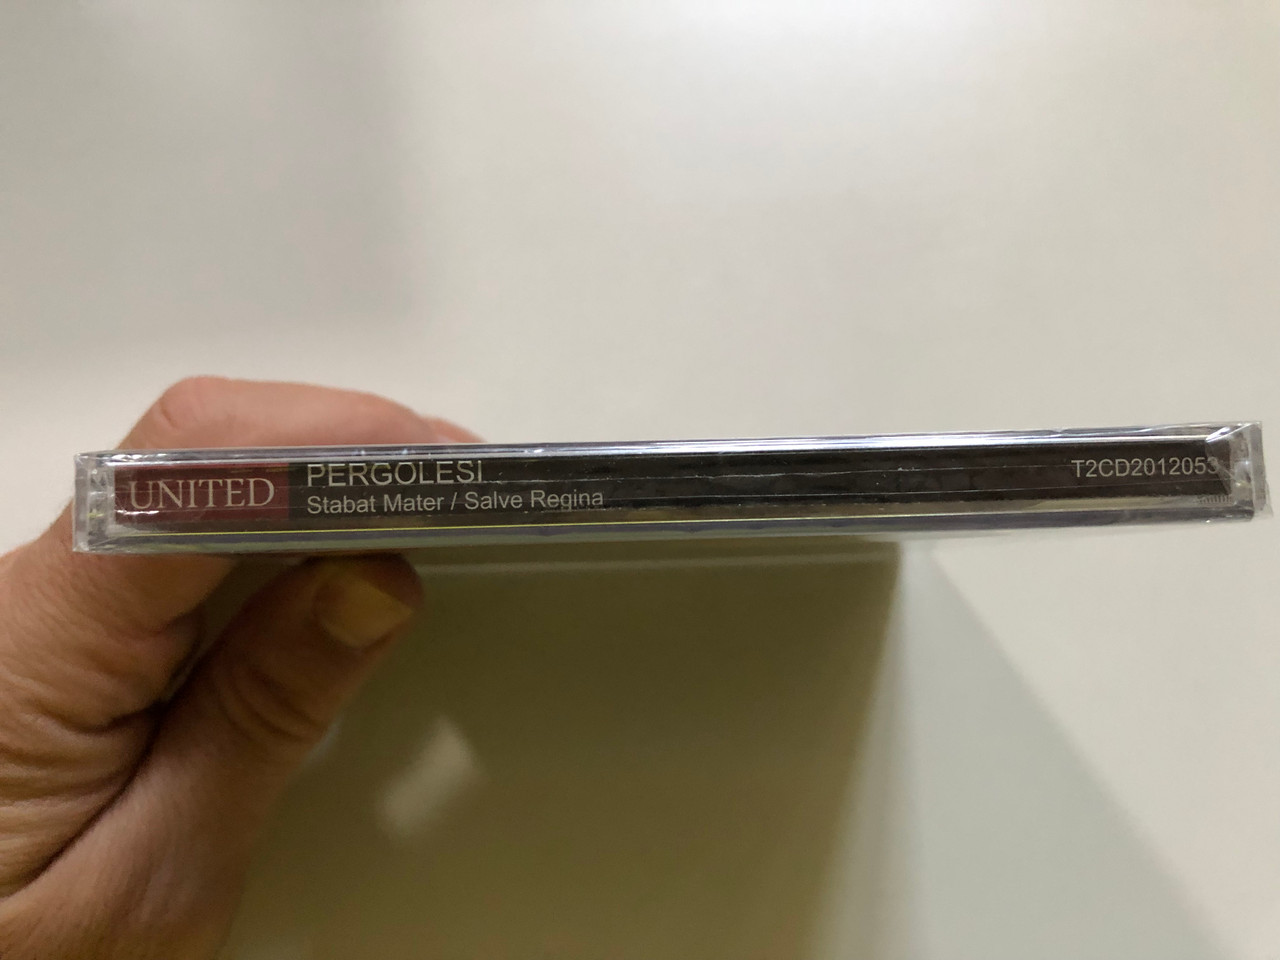 UNITED
PERGOLESI
Stabat Mater / Salve Regina
T2CD2012053